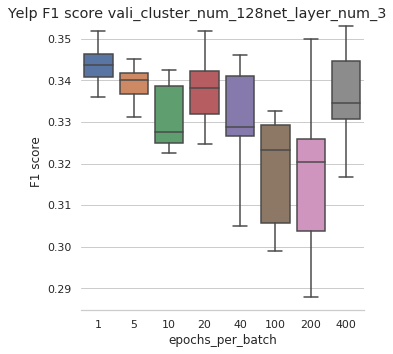 Yelp F1 score vali_cluster_num_128net_layer_num_3
0.35
0.34
0.33
0.32
0.31
0.30
0.29
F1 score
1 5 10 20 40 100 200 400
epochs_per_batch